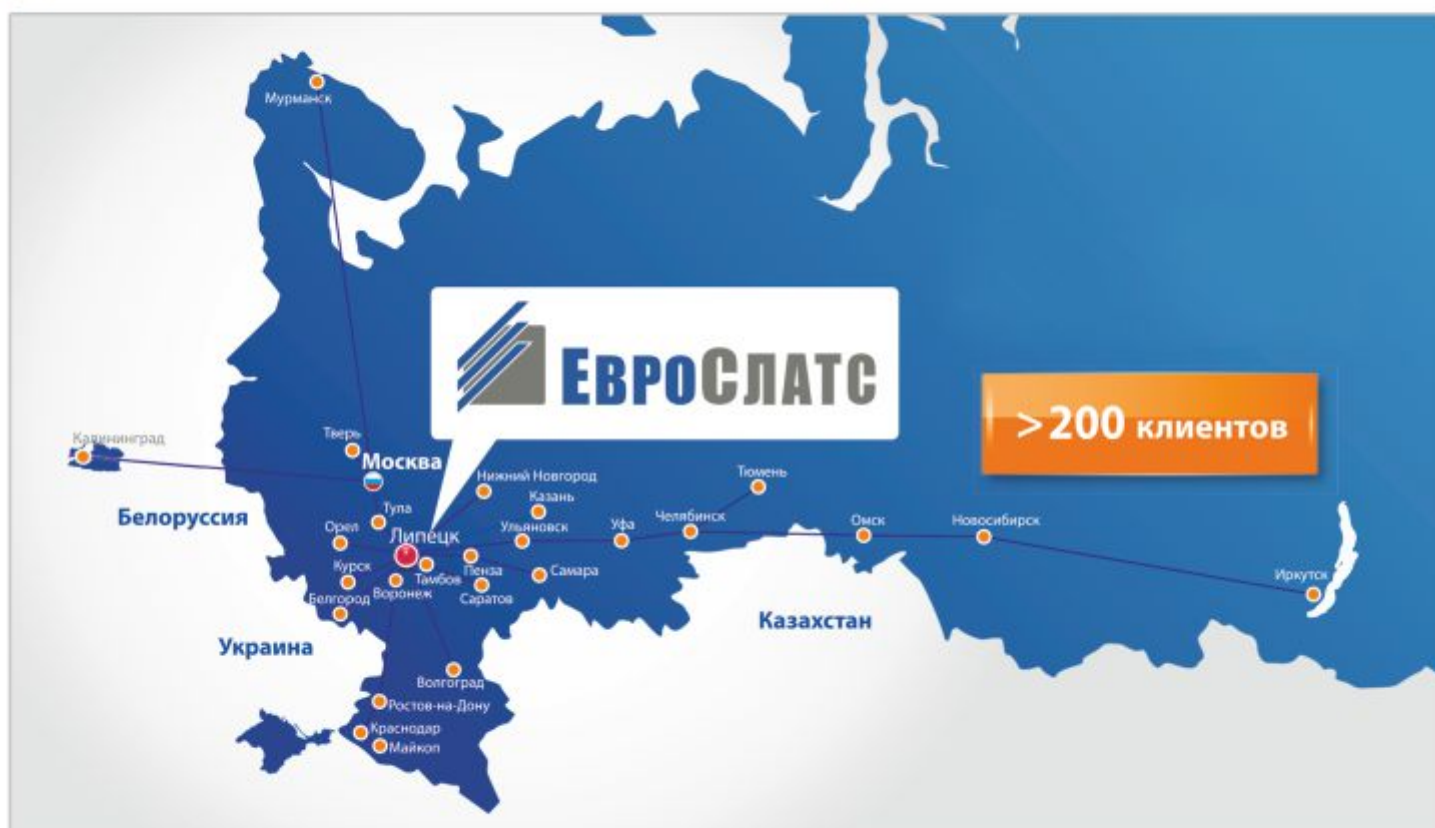 Мурманск
ЕвроСлатс
>200 клиентов
Калининград
Тверь
Москва
Нижний Новгород
Тюмень
Казань
Белоруссия
Тула
Орел
Липецк
Ульяновск
Уфа
Челябинск
Омск
Новосибирск
Курск
Воронеж
Тамбов
Пенза
Самара
Иркутск
Белгород
Саратов
Казахстан
Украина
Волгоград
Ростов-на-Дону
Краснодар
Майкоп